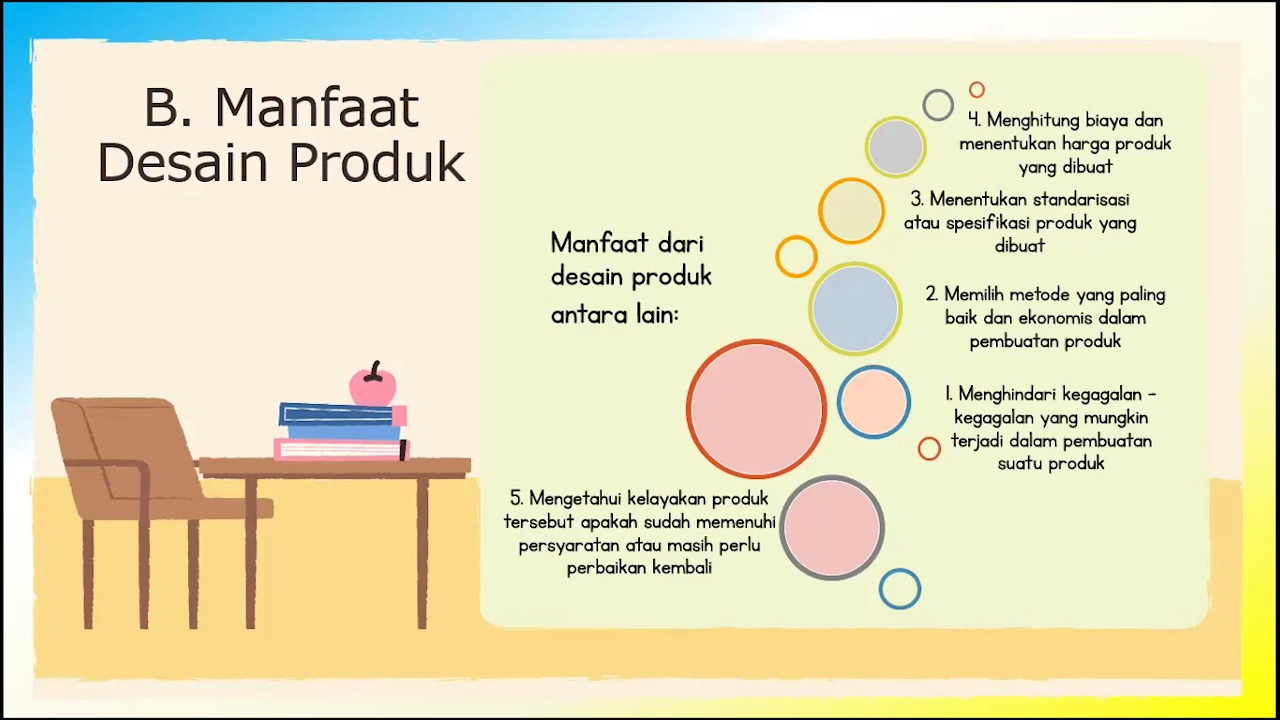 B. Manfaat
Desain Produk
Manfaat dari
desain produk
antara lain:
4. Menghitung biaya dan
menentukan harga produk
yang dibuat
3. Menentukan standarisasi
atau spesifikasi produk yang
dibuat
2. Memilih metode yang paling
baik dan ekonomis dalam
pembuatan produk
1. Menghindari kegagalan -
kegagalan yang mungkin
terjadi dalam pembuatan
suatu produk
5. Mengetahui kelayakan produk
tersebut apakah sudah memenuhi
persyaratan atau masih perlu
perbaikan kembali